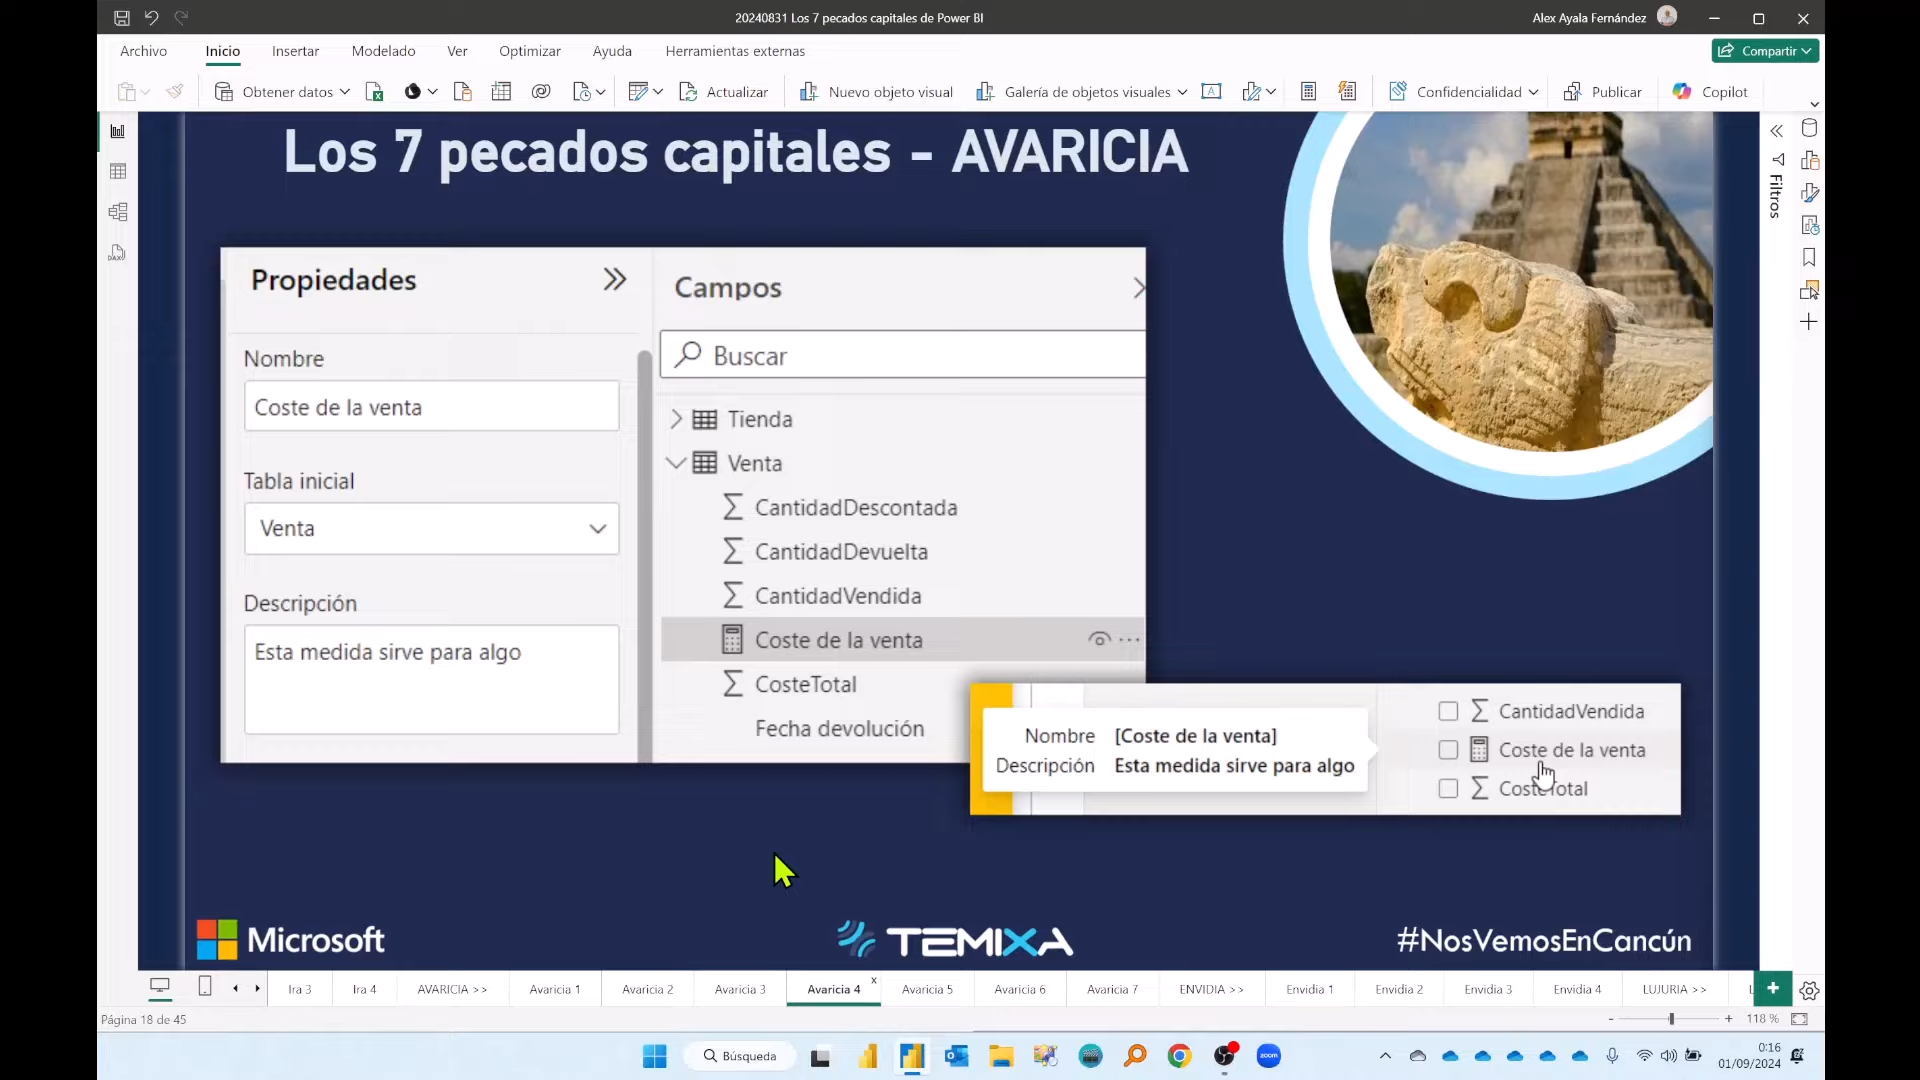 20240831 Los 7 pecados capitales de Power BI
Alex Ayala Fernández
Archivo
Inicio
Insertar
Modelado
Ver
Optimizar
Ayuda
Herramientas externas
Compartir
Obtener datos
Actualizar
Nuevo objeto visual
Galería de objetos visuales
Confidencialidad
Publicar
Copilot
Los 7 pecados capitales - AVARICIA
Filtros
Propiedades
Nombre
Coste de la venta
Tabla inicial
Venta
Descripción
Esta medida sirve para algo
Campos
Buscar
Tienda
Venta
CantidadDescontada
CantidadDevuelta
CantidadVendida
Coste de la venta
CosteTotal
Fecha devolución
Nombre [Coste de la venta]
Descripción Esta medida sirve para algo
CantidadVendida
Coste de la venta
CosteTotal
Microsoft
TEMIXA
#NosVemosEnCancún
Ira 3
Ira 4
AVARICIA >>
Avaricia 1
Avaricia 2
Avaricia 3
Avaricia 4
Avaricia 5
Avaricia 6
Avaricia 7
ENVIDIA >>
Envidia 1
Envidia 2
Envidia 3
Envidia 4
LUJURIA >>
Página 18 de 45
118 %
Búsqueda
zoom
0:16
01/09/2024